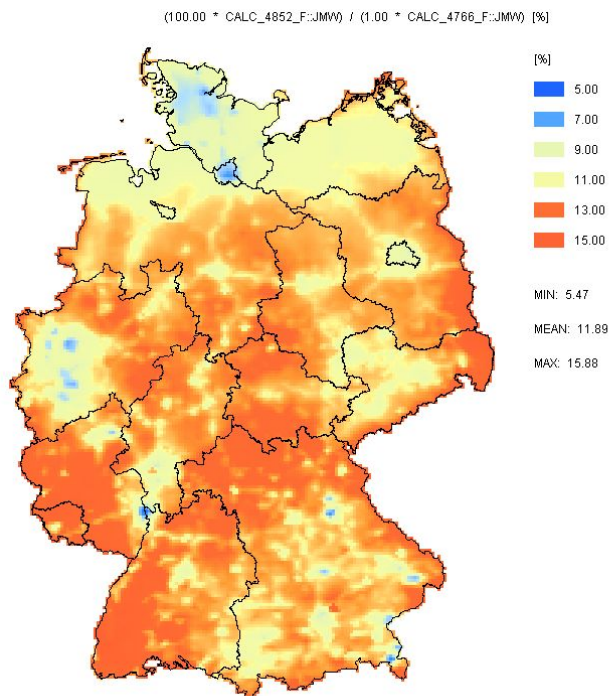 (100.00 * CALC_4852_F::JMW) / (1.00 * CALC_4766_F::JMW) [%]
[%]
5.00
7.00
9.00
11.00
13.00
15.00
MIN: 5.47
MEAN: 11.89
MAX: 15.88